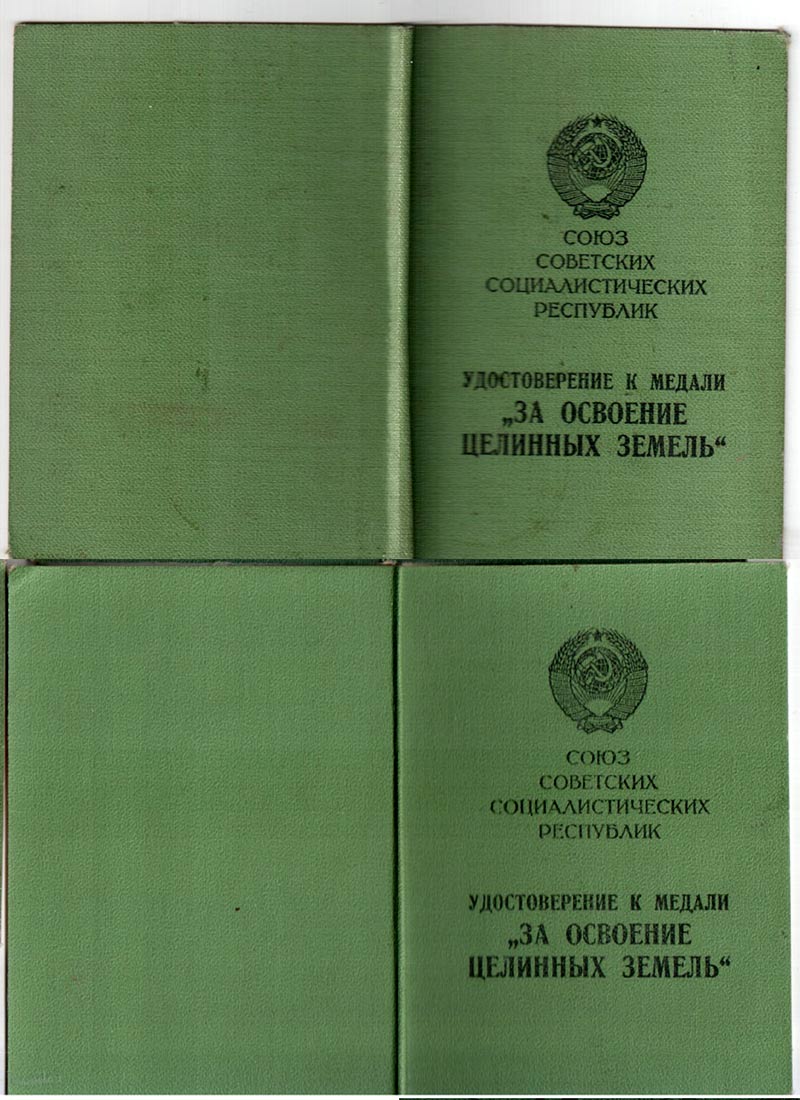 СОЮЗ
СОВЕТСКИХ
СОЦИАЛИСТИЧЕСКИХ
РЕСПУБЛИК
УДОСТОВЕРЕНИЕ К МЕДАЛИ
„ЗА ОСВОЕНИЕ
ЦЕЛИННЫХ ЗЕМЕЛЬ“
СОЮЗ
СОВЕТСКИХ
СОЦИАЛИСТИЧЕСКИХ
РЕСПУБЛИК
УДОСТОВЕРЕНИЕ К МЕДАЛИ
„ЗА ОСВОЕНИЕ
ЦЕЛИННЫХ ЗЕМЕЛЬ“